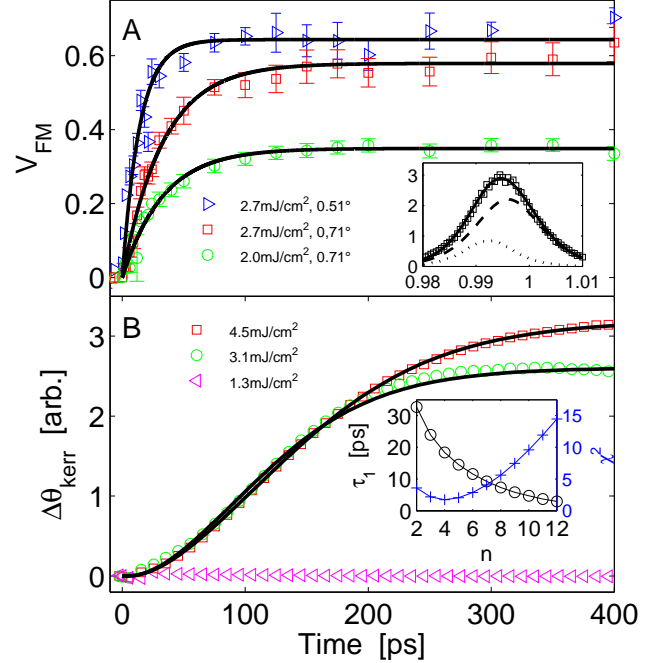 A
V_FM
0.6
0.4
0.2
0
2.7mJ/cm², 0.51°
2.7mJ/cm², 0,71°
2.0mJ/cm², 0.71°
3
2
1
0
0.98 0.99 1 1.01
B
Δθ_kerr [arb.]
3
2
1
0
4.5mJ/cm²
3.1mJ/cm²
1.3mJ/cm²
τ_1 [ps]
30
20
10
0
15
10
5
0
χ²
2 4 6 8 10 12
n
0 100 200 300 400
Time [ps]